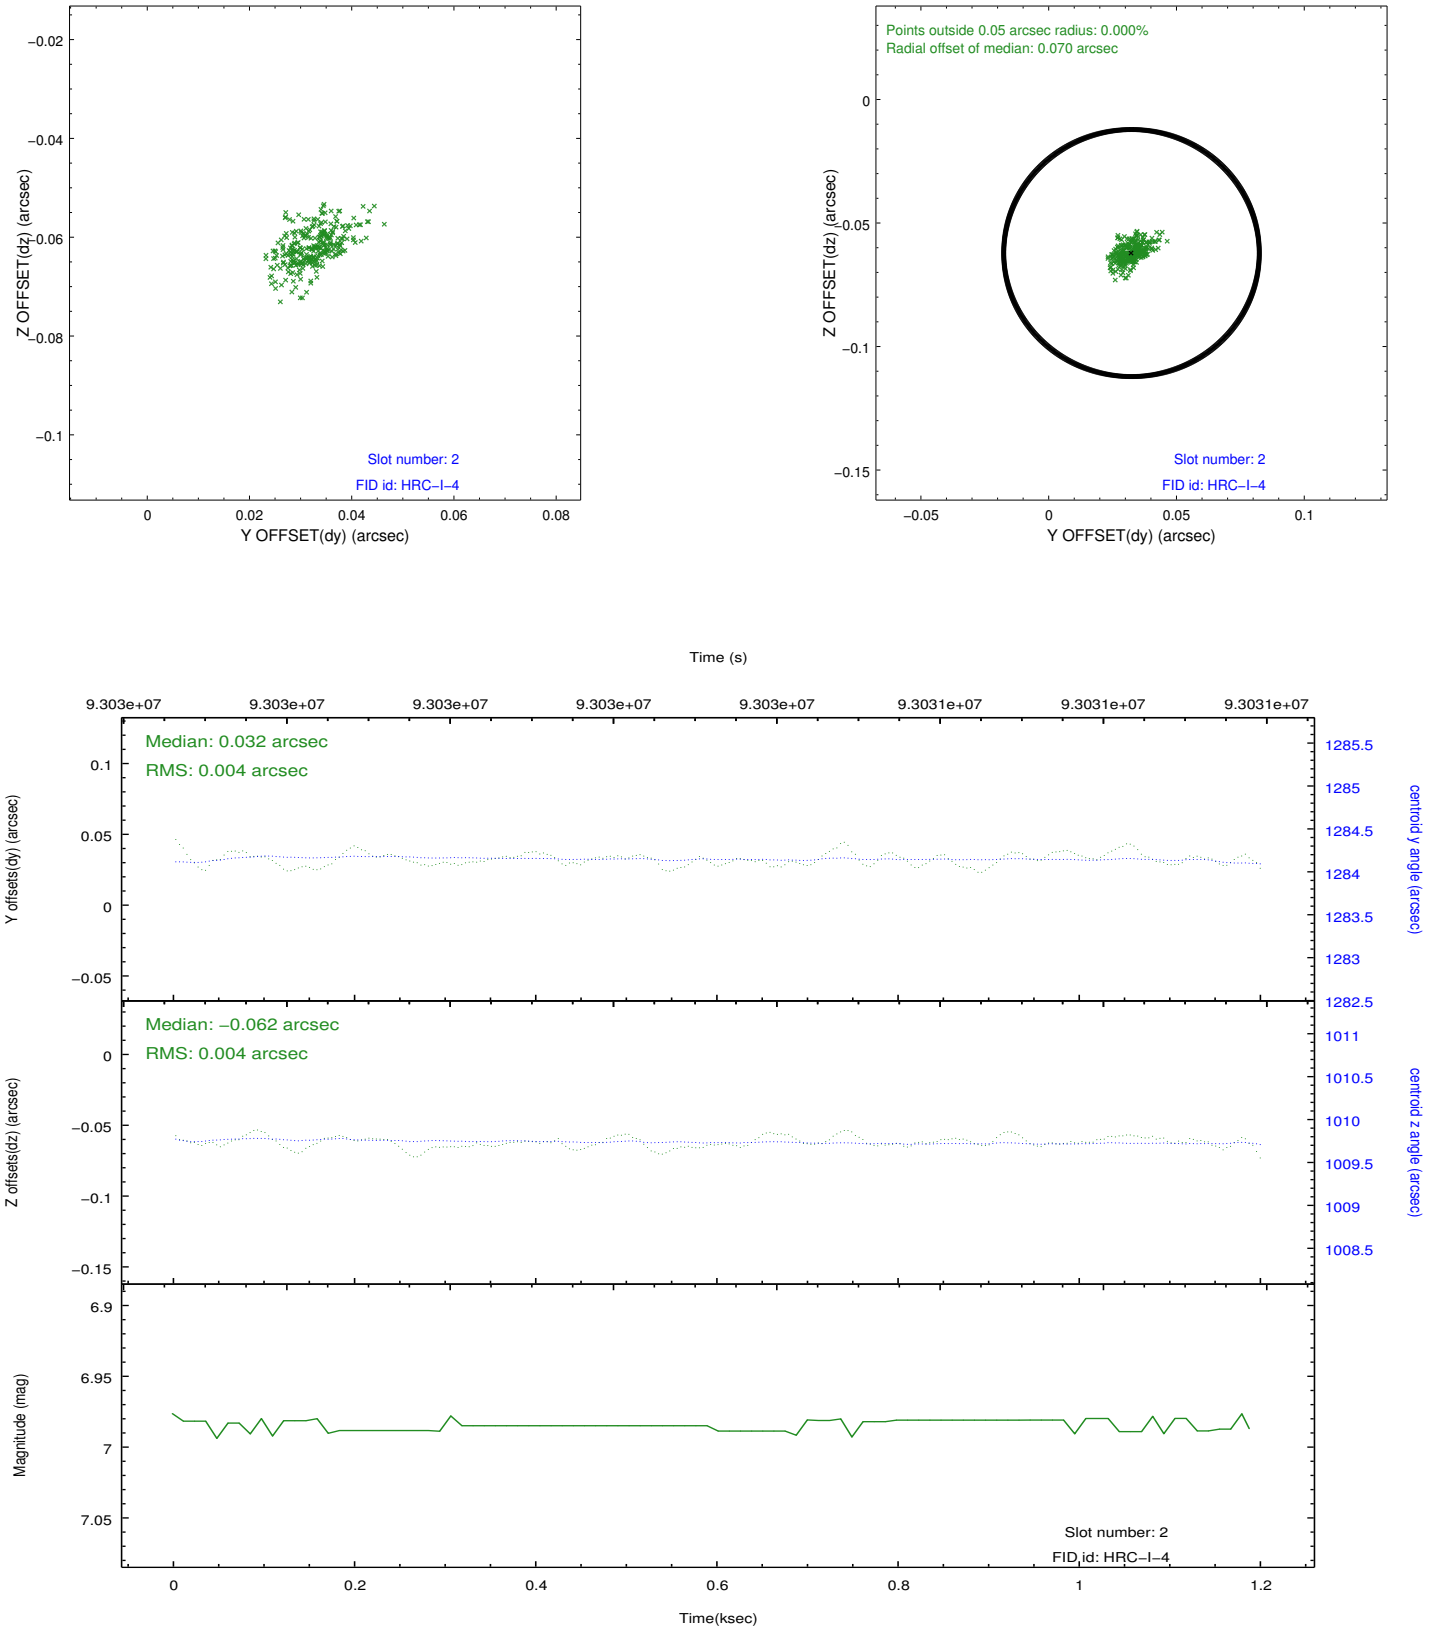 −0.02
−0.04
−0.06
−0.08
−0.1
Z OFFSET(dz) (arcsec)
Slot number: 2
FID id: HRC−I−4
0
0.02
0.04
0.06
0.08
Y OFFSET(dy) (arcsec)
Points outside 0.05 arcsec radius: 0.000%
Radial offset of median: 0.070 arcsec
0
−0.05
−0.1
−0.15
Z OFFSET(dz) (arcsec)
Slot number: 2
FID id: HRC−I−4
−0.05
0
0.05
0.1
Y OFFSET(dy) (arcsec)
Time (s)
9.303e+07
9.303e+07
9.303e+07
9.303e+07
9.303e+07
9.3031e+07
9.3031e+07
9.3031e+07
Median: 0.032 arcsec
RMS: 0.004 arcsec
0.1
0.05
0
−0.05
Y offsets(dy) (arcsec)
1285.5
1285
1284.5
1284
1283.5
1283
1282.5
centroid y angle (arcsec)
Median: −0.062 arcsec
RMS: 0.004 arcsec
0
−0.05
−0.1
−0.15
Z offsets(dz) (arcsec)
1011
1010.5
1010
1009.5
1009
1008.5
centroid z angle (arcsec)
6.9
6.95
7
7.05
Magnitude (mag)
Slot number: 2
FID id: HRC−I−4
0
0.2
0.4
0.6
0.8
1
1.2
Time(ksec)